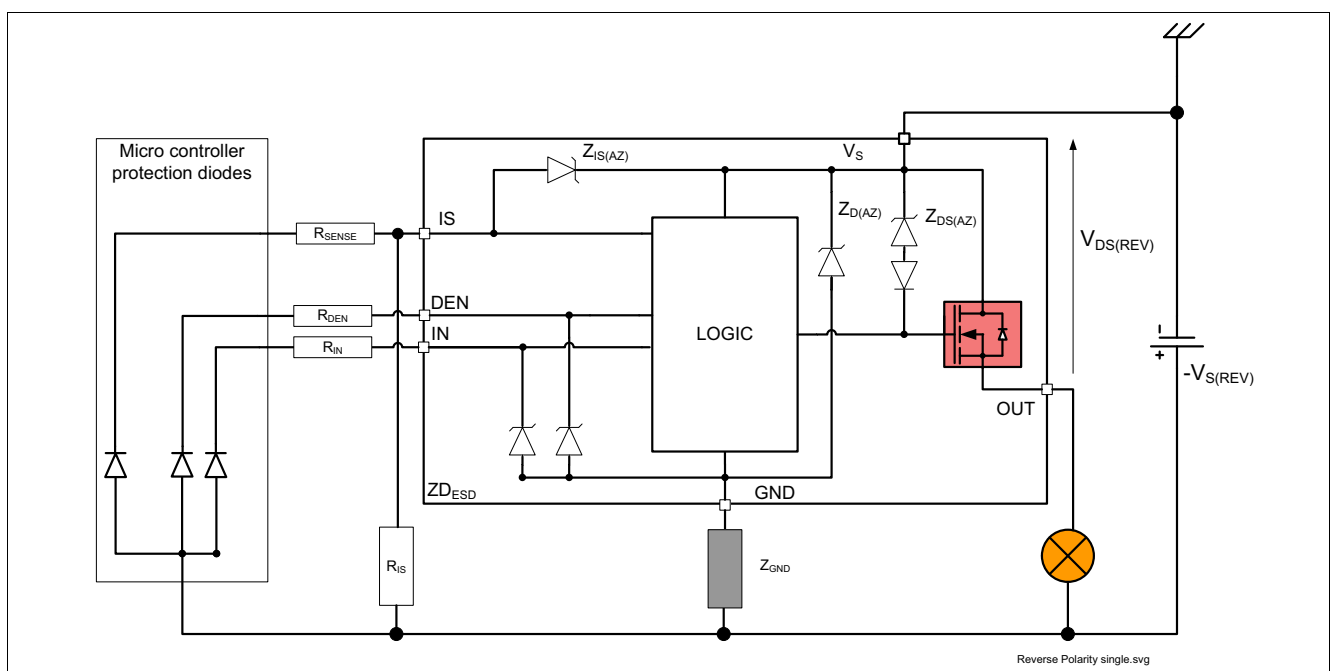 Micro controller
protection diodes
Z_IS(AZ)
V_S
Z_D(AZ)
Z_DS(AZ)
V_DS(REV)
IS
R_SENSE
DEN
R_DEN
IN
R_IN
LOGIC
-
+
-V_S(REV)
OUT
ZD_ESD
GND
R_IS
Z_GND
Reverse Polarity single.svg